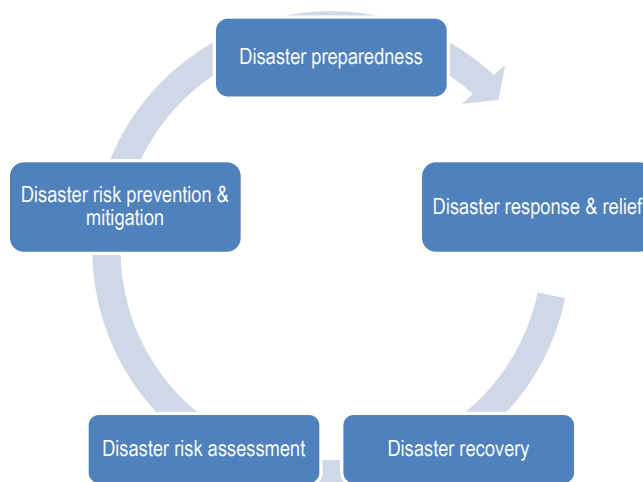 Disaster preparedness
Disaster response & relief
Disaster recovery
Disaster risk assessment
Disaster risk prevention &
mitigation